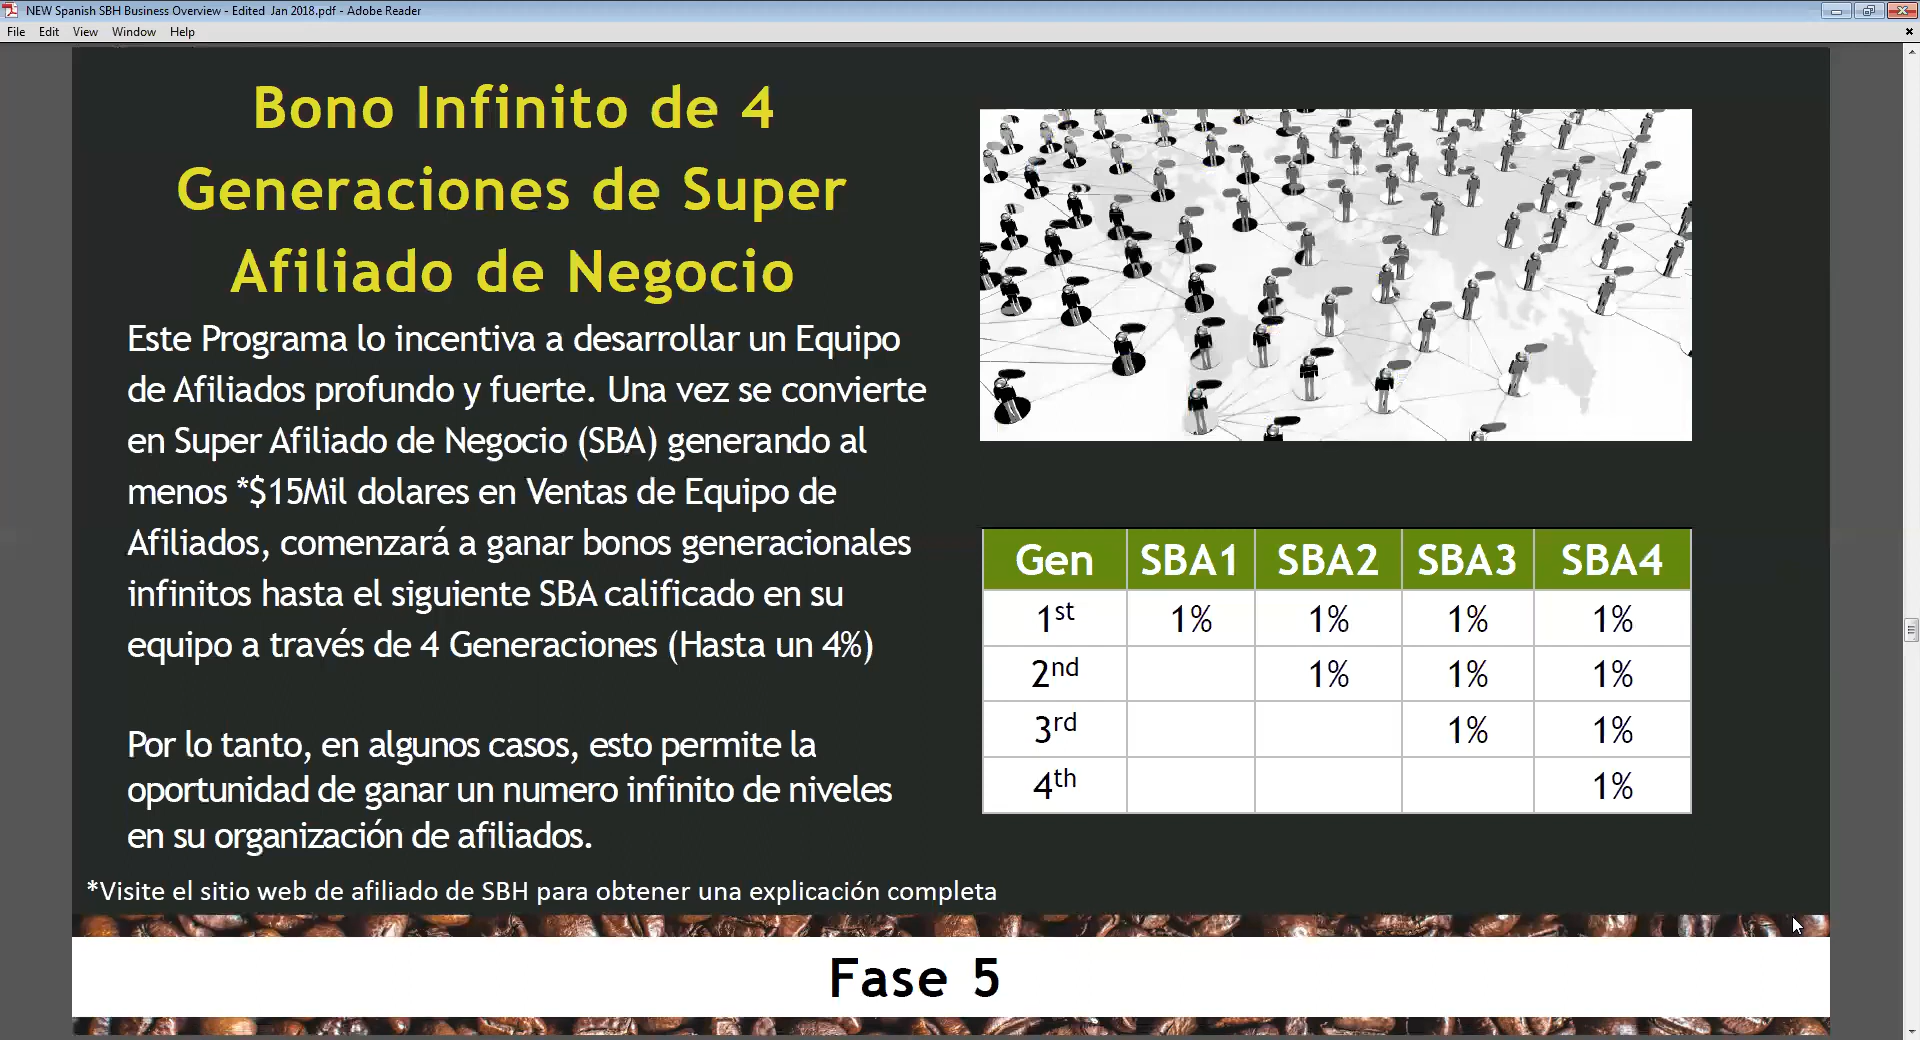 NEW Spanish SBH Business Overview - Edited  Jan 2018.pdf - Adobe Reader
File Edit View Window Help
Bono Infinito de 4
Generaciones de Super
Afiliado de Negocio
Este Programa lo incentiva a desarrollar un Equipo
de Afiliados profundo y fuerte. Una vez se convierte
en Super Afiliado de Negocio (SBA) generando al
menos *$15Mil dolares en Ventas de Equipo de
Afiliados, comenzará a ganar bonos generacionales
infinitos hasta el siguiente SBA calificado en su
equipo a través de 4 Generaciones (Hasta un 4%)
Por lo tanto, en algunos casos, esto permite la
oportunidad de ganar un numero infinito de niveles
en su organización de afiliados.
*Visite el sitio web de afiliado de SBH para obtener una explicación completa
Gen SBA1 SBA2 SBA3 SBA4
1st 1% 1% 1% 1%
2nd 1% 1% 1%
3rd 1% 1%
4th 1%
Fase 5